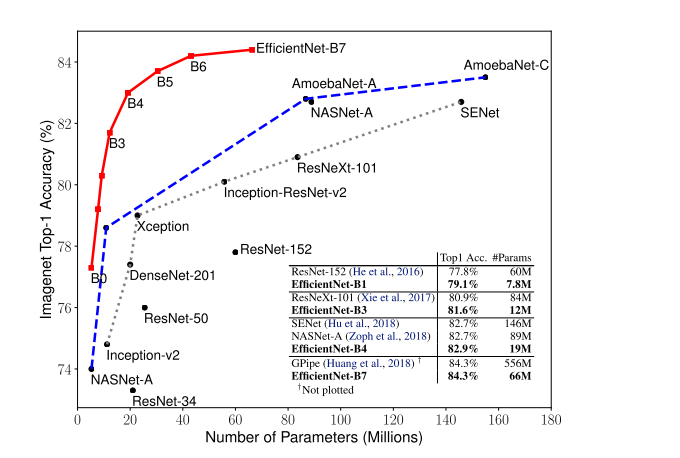 EfficientNet-B7
84
B6
AmoebaNet-C
B5
AmoebaNet-A
B4
NASNet-A
SENet
82
B3
ResNeXt-101
80
Inception-ResNet-v2
Xception
78
ResNet-152
B0
DenseNet-201
76
ResNet-50
Inception-v2
74
NASNet-A
ResNet-34
Imagenet Top-1 Accuracy (%)
Top1 Acc. #Params
ResNet-152 (He et al., 2016) 77.8% 60M
EfficientNet-B1 79.1% 7.8M
ResNeXt-101 (Xie et al., 2017) 80.9% 84M
EfficientNet-B3 81.6% 12M
SENet (Hu et al., 2018) 82.7% 146M
NASNet-A (Zoph et al., 2018) 82.7% 89M
EfficientNet-B4 82.9% 19M
GPipe (Huang et al., 2018) † 84.3% 556M
EfficientNet-B7 84.3% 66M
†Not plotted
0 20 40 60 80 100 120 140 160 180
Number of Parameters (Millions)